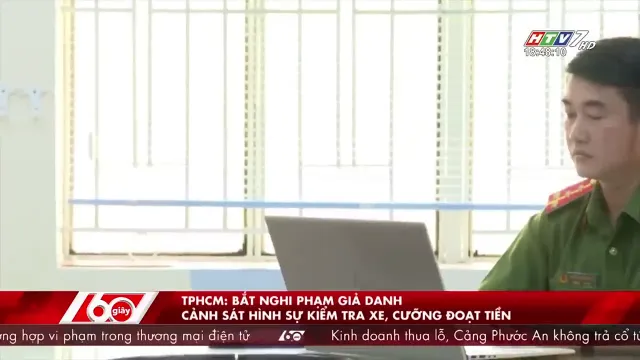 HTV7 HD
18:48:10
60 giây
TPHCM: BẮT NGHI PHẠM GIẢ DANH
CẢNH SÁT HÌNH SỰ KIỂM TRA XE, CƯỠNG ĐOẠT TIỀN
ờng hợp vi phạm trong thương mại điện tử 60 Kinh doanh thua lỗ, Cảng Phước An không trả cổ t